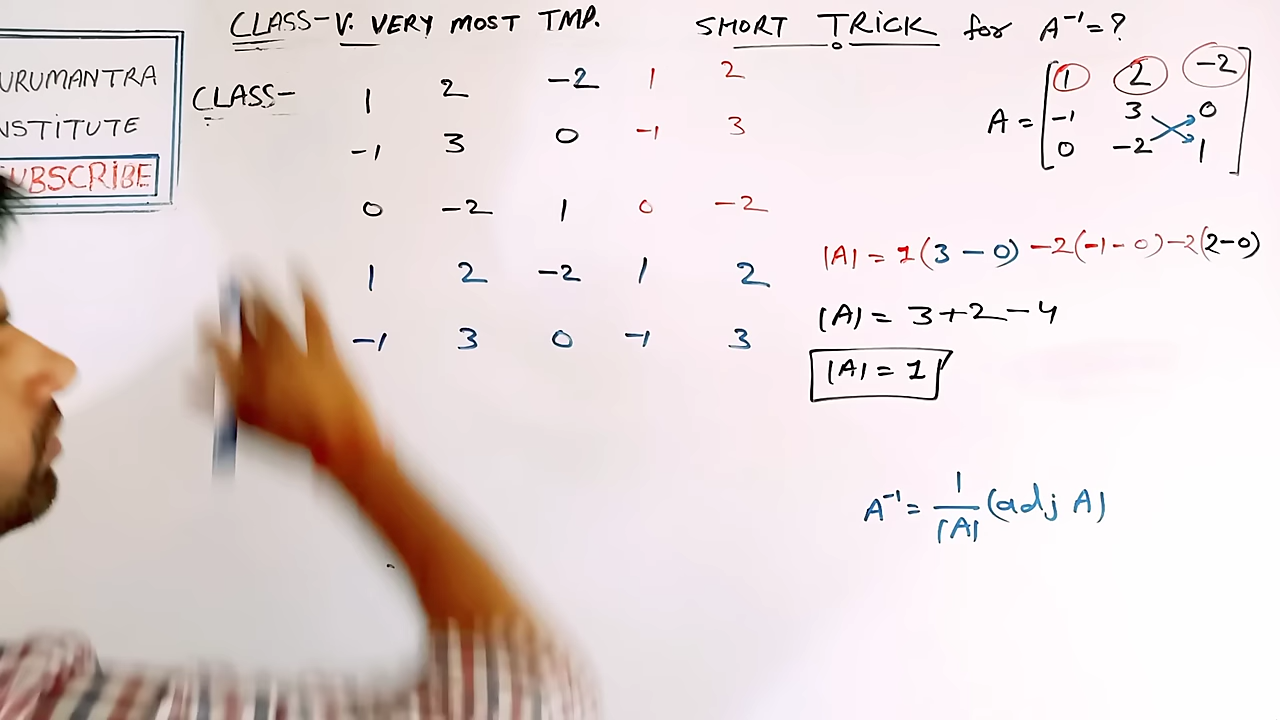 CLASS-V. VERY MOST TMP. SHORT TRICK for A⁻¹=?
URUMANTRA
NSTITUTE
SUBSCRIBE
CLASS-
1 2 -2 1 2
-1 3 0 -1 3
0 -2 1 0 -2
1 2 -2 1 2
-1 3 0 -1 3
A = [1 2 -2
-1 3 0
0 -2 1]
|A| = 1(3-0) -2(-1-0) -2(2-0)
|A| = 3+2-4
|A| = 1
A⁻¹ = 1/|A| (adj A)